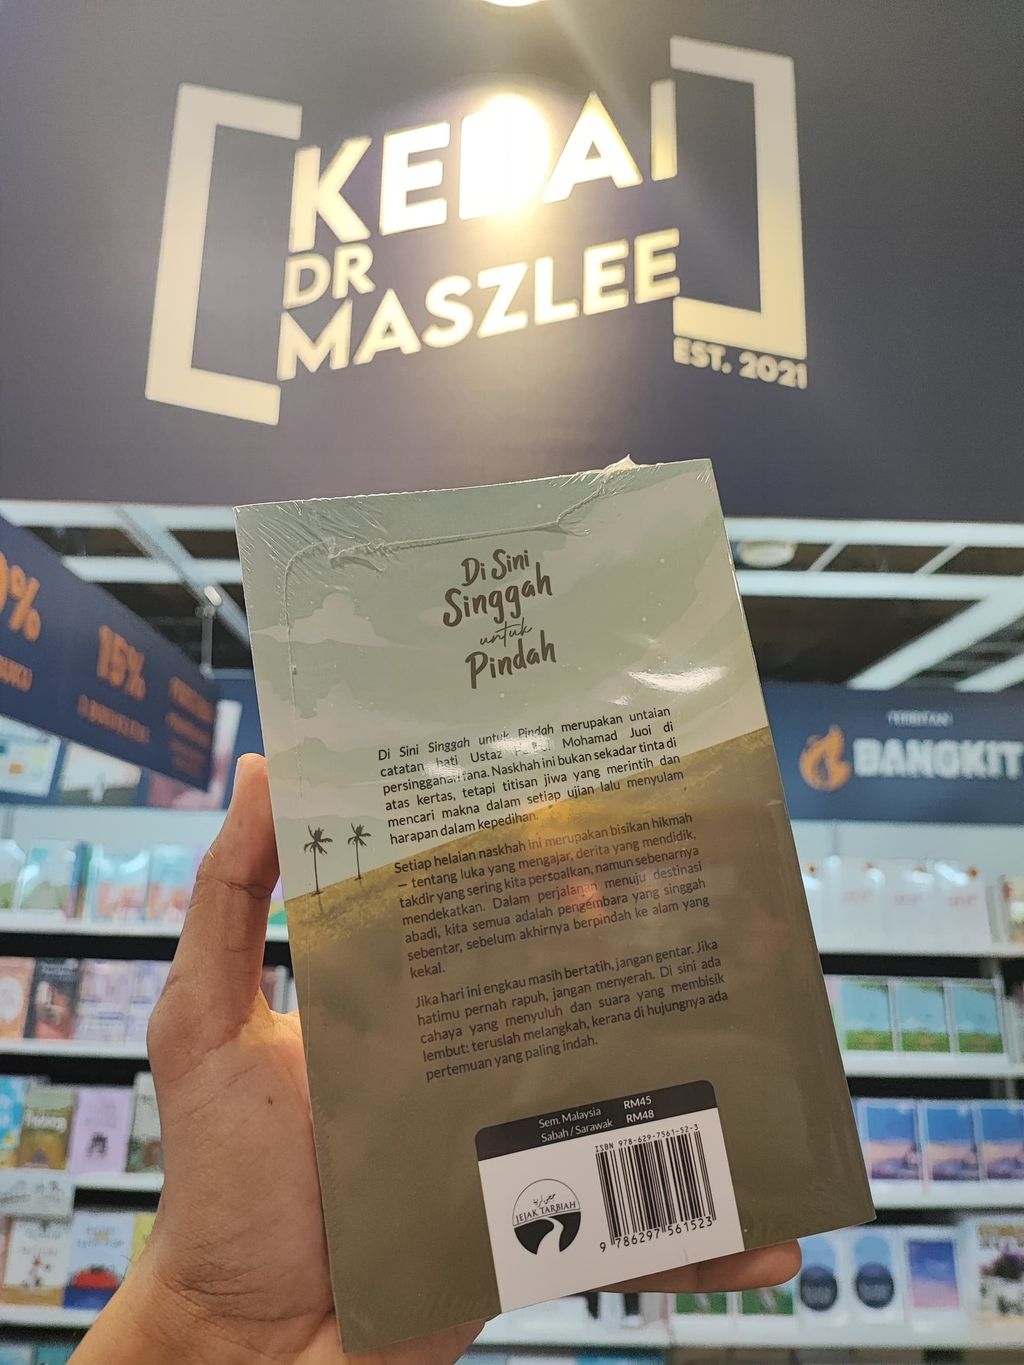 KEDAI
DR
MASZLEE
EST. 2021
15%
BANGKIT
Di Sini
Singgah
untuk
Pindah
Di Sini Singgah untuk Pindah merupakan untaian
catatan hati Ustaz Mohamad Juoi di
persinggahan fana. Naskhah ini bukan sekadar tinta di
atas kertas, tetapi titisan jiwa yang merintih dan
mencari makna dalam setiap ujian lalu menyulam
harapan dalam kepedihan.
Setiap helaian naskhah ini merupakan bisikan hikmah
— tentang luka yang mengajar, derita yang mendidik,
takdir yang sering kita persoalkan, namun sebenarnya
mendekatkan. Dalam perjalanan menuju destinasi
abadi, kita semua adalah pengembara yang singgah
sebentar, sebelum akhirnya berpindah ke alam yang
kekal.
Jika hari ini engkau masih bertatih, jangan gentar. Jika
hatimu pernah rapuh, jangan menyerah. Di sini ada
cahaya yang menyuluh dan suara yang membisik
lembut: teruslah melangkah, kerana di hujungnya ada
pertemuan yang paling indah.
Sem. Malaysia RM45
Sabah / Sarawak RM48
ISBN 978-629-7561-52-3
JEJAK TARBIAH
9 786297 561523